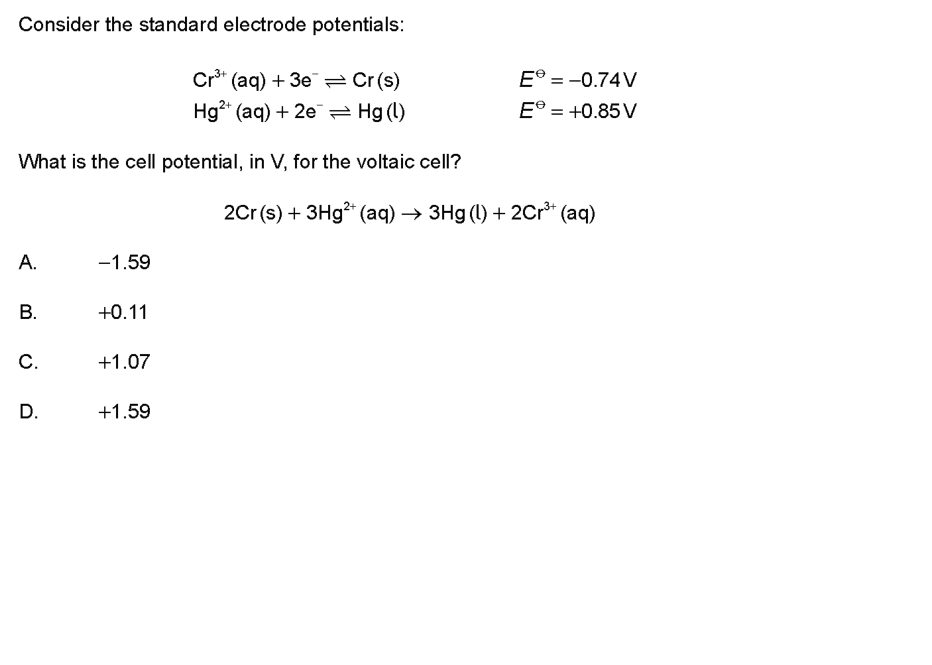 Consider the standard electrode potentials:
Cr³⁺ (aq) + 3e⁻ ⇌ Cr (s) E⊖ = −0.74 V
Hg²⁺ (aq) + 2e⁻ ⇌ Hg (l) E⊖ = +0.85 V
What is the cell potential, in V, for the voltaic cell?
2Cr (s) + 3Hg²⁺ (aq) → 3Hg (l) + 2Cr³⁺ (aq)
A. −1.59
B. +0.11
C. +1.07
D. +1.59